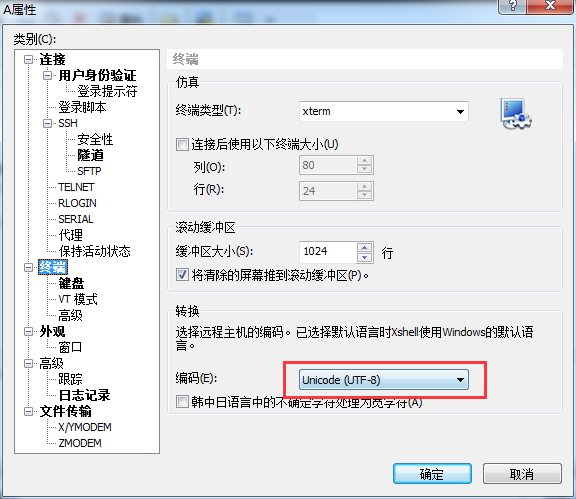 A属性
类别(C):
连接
用户身份验证
登录提示符
登录脚本
SSH
安全性
隧道
SFTP
TELNET
RLOGIN
SERIAL
代理
保持活动状态
终端
键盘
VT 模式
高级
外观
窗口
高级
跟踪
日志记录
文件传输
X/YMODEM
ZMODEM
终端
仿真
终端类型(T):
xterm
连接后使用以下终端大小(U)
列(O):
80
行(R):
24
滚动缓冲区
缓冲区大小(S):
1024
行
将清除的屏幕推到滚动缓冲区(P)。
转换
选择远程主机的编码。已选择默认语言时Xshell使用Windows的默认语
言。
编码(E):
Unicode (UTF-8)
韩中日语言中的不确定字符处理为宽字符(A)
确定
取消